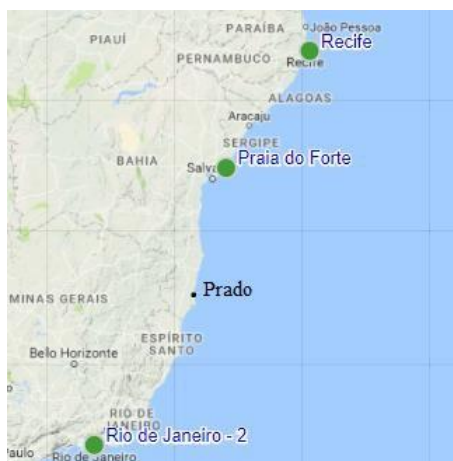 PARAÍBA
João Pessoa
PIAUÍ
Recife
PERNAMBUCO
Recife
ALAGOAS
Aracaju
SERGIPE
BAHIA
Praia do Forte
Salva
Prado
MINAS GERAIS
ESPÍRITO
SANTO
Belo Horizonte
RIO DE
JANEIRO
Rio de Janeiro - 2
Paulo
Rio de Janeiro